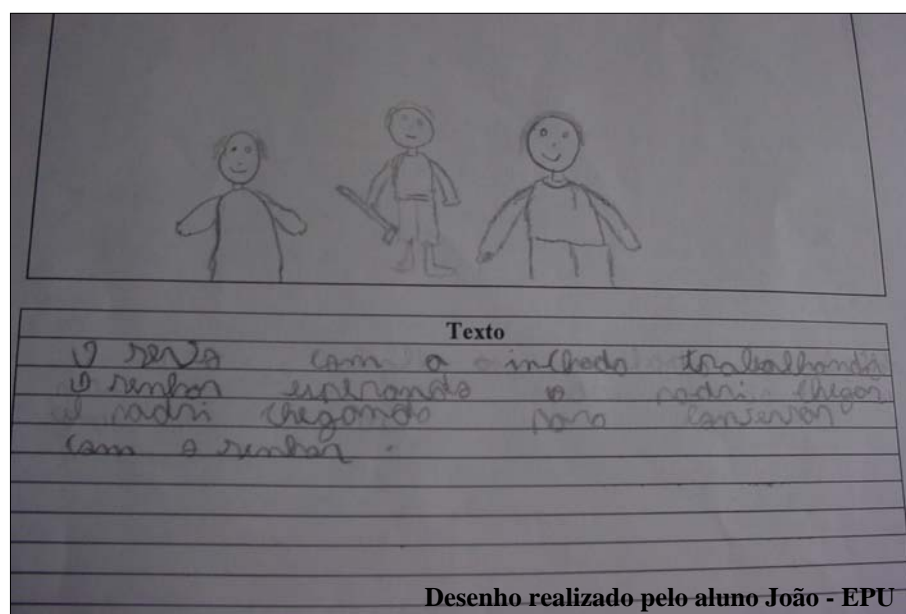 Texto
O servo com a inchada trabalhando
O senhor esperando o padri chegar
O padri chegando para conversar
com o senhor.
Desenho realizado pelo aluno João - EPU